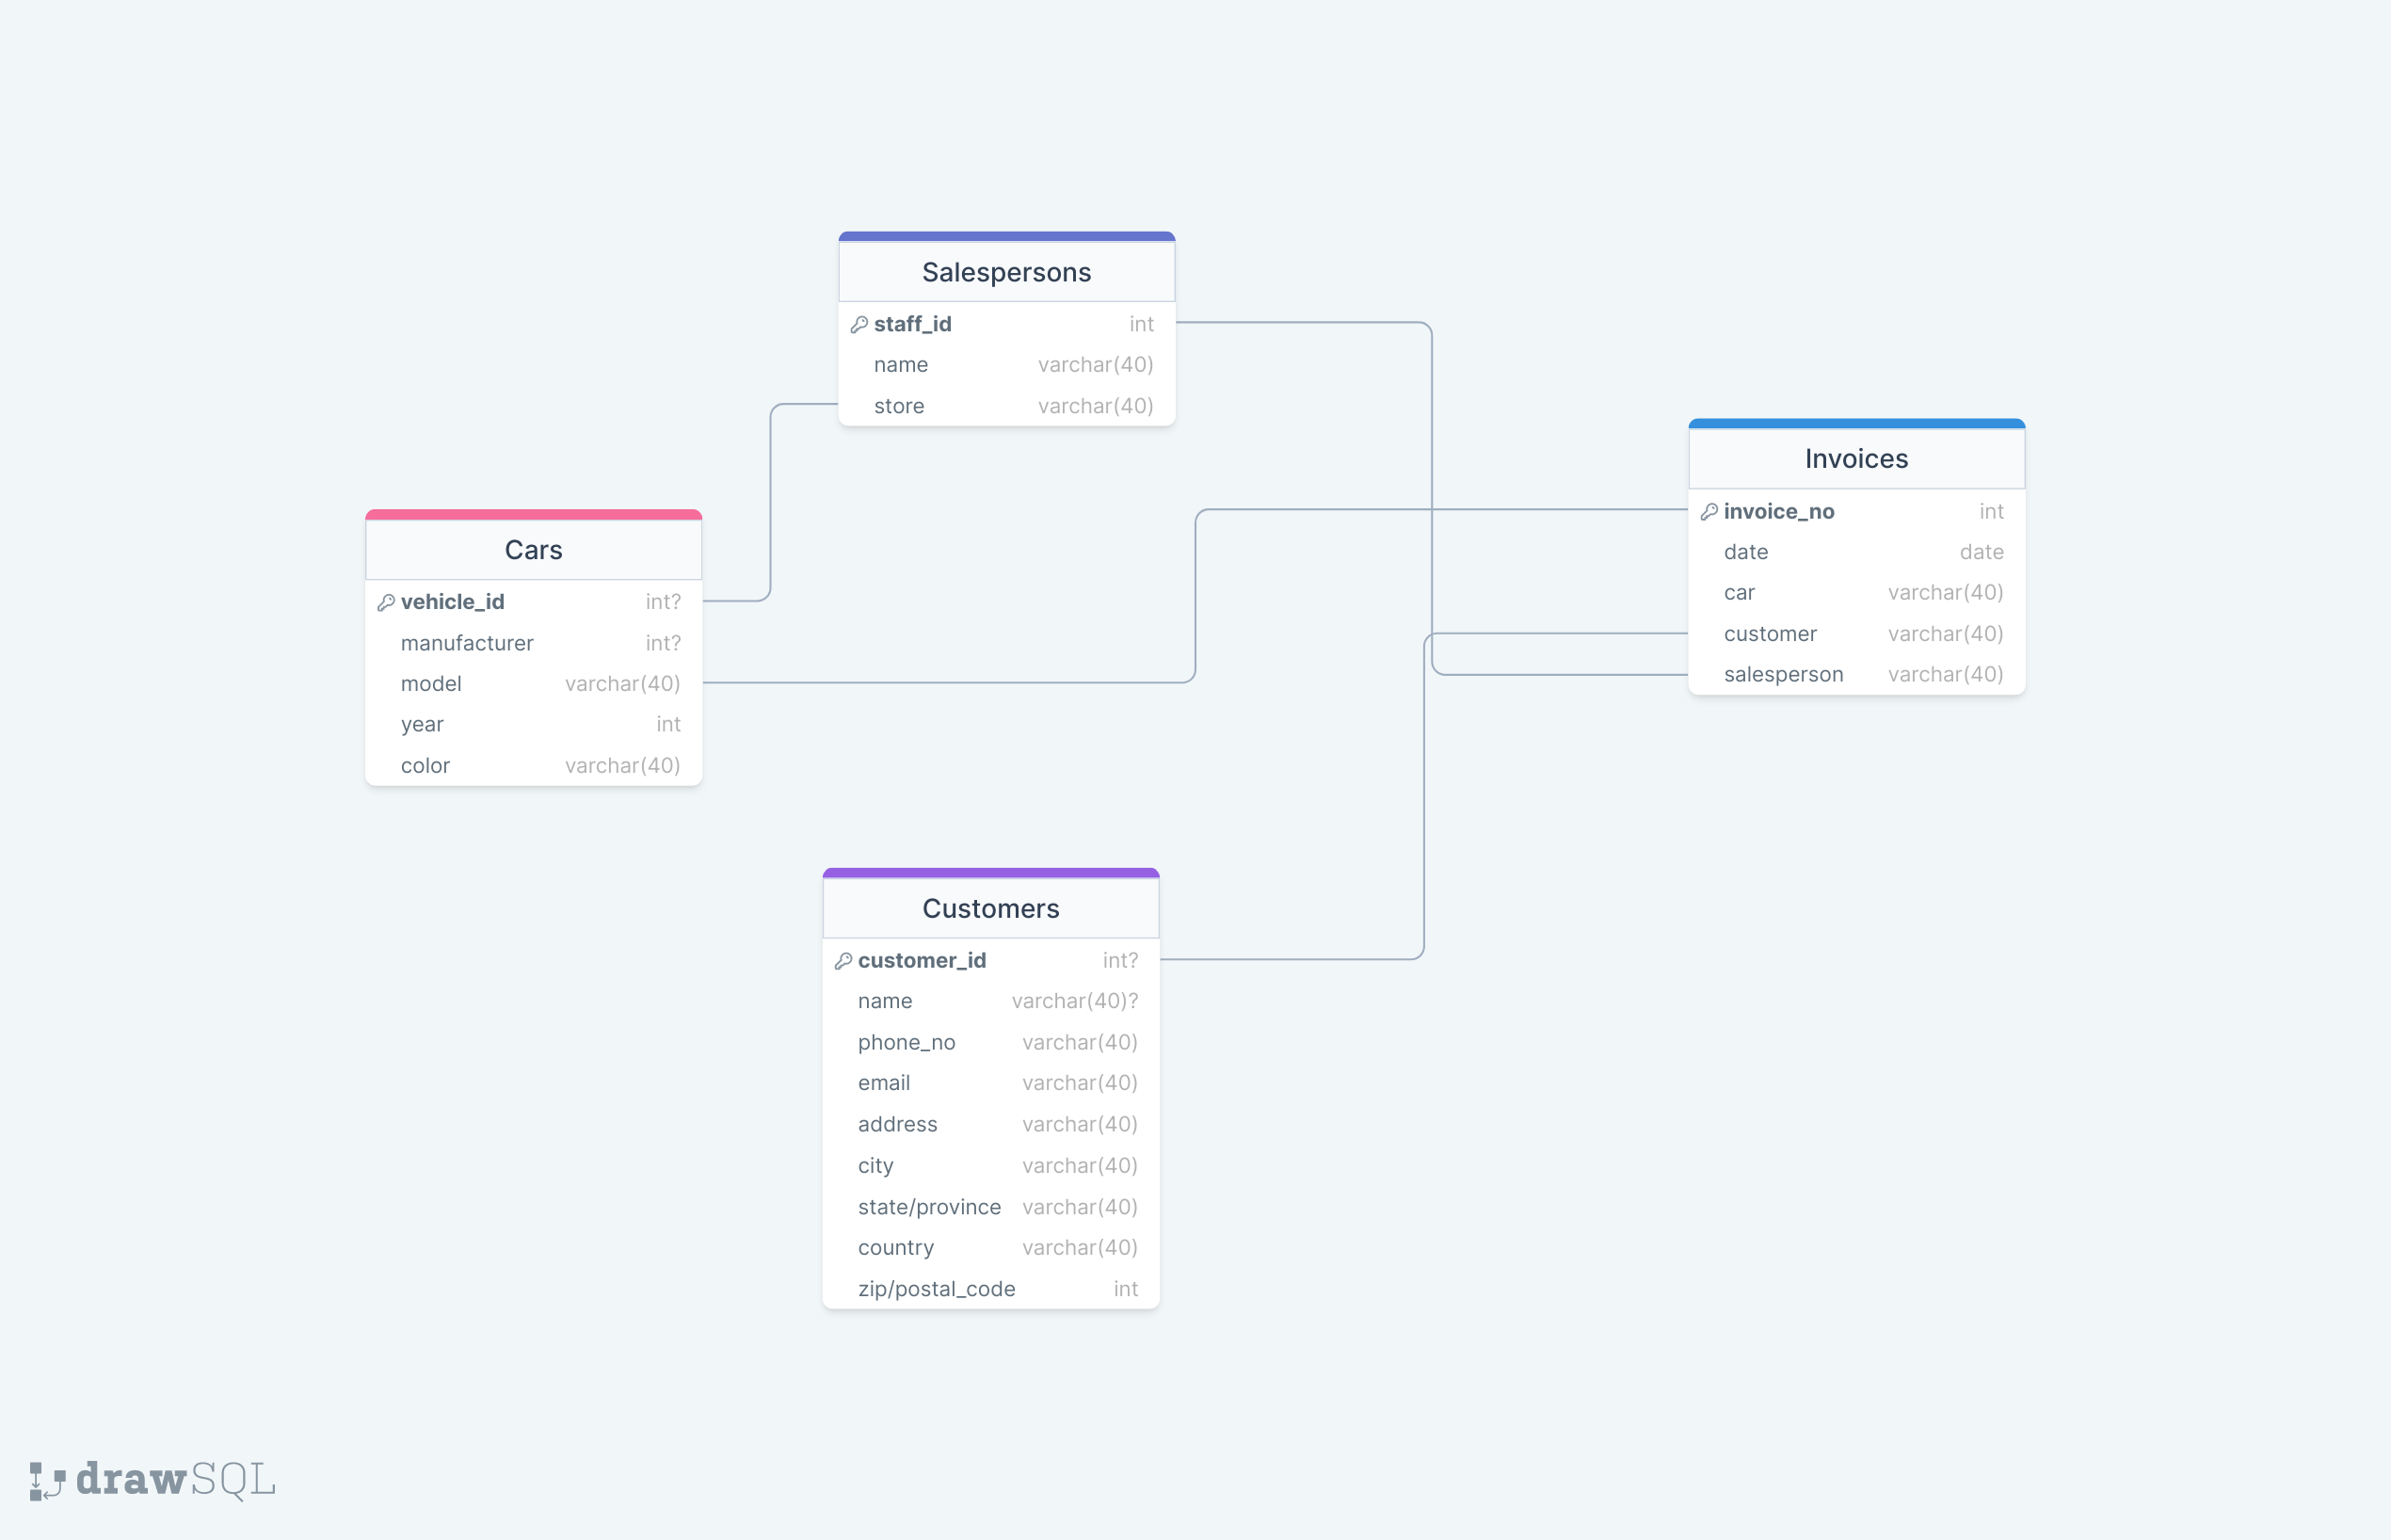 Salespersons
staff_id int
name varchar(40)
store varchar(40)
Invoices
invoice_no int
date date
car varchar(40)
customer varchar(40)
salesperson varchar(40)
Cars
vehicle_id int?
manufacturer int?
model varchar(40)
year int
color varchar(40)
Customers
customer_id int?
name varchar(40)?
phone_no varchar(40)
email varchar(40)
address varchar(40)
city varchar(40)
state/province varchar(40)
country varchar(40)
zip/postal_code int
drawSQL